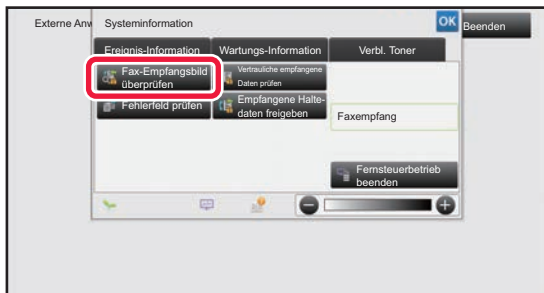 Externe Anw
Systeminformation
OK
Beenden
Ereignis-Information
Wartungs-Information
Verbl. Toner
Fax-Empfangsbild
überprüfen
Vertrauliche empfangene
Daten prüfen
Fehlerfeld prüfen
Empfangene Halte-
daten freigeben
Faxempfang
Fernsteuerbetrieb
beenden